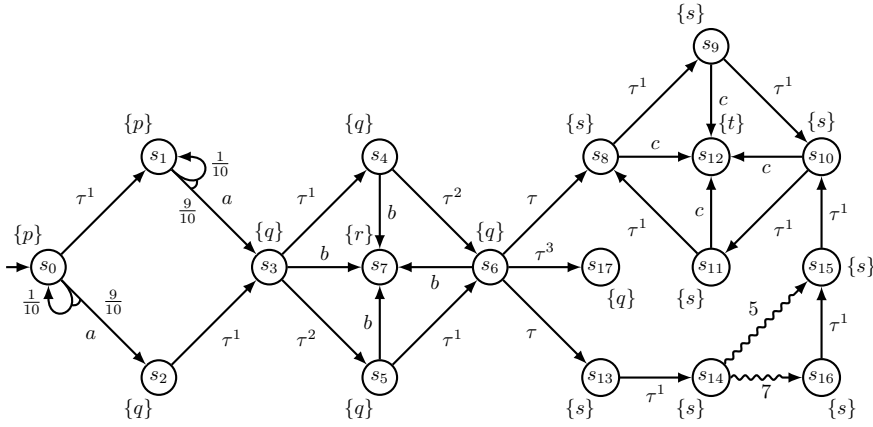 {s}
s₉
τ¹ c τ¹
{p} {q} {s} {t} {s}
s₁ 1/10 s₄ s₈ c s₁₂ c s₁₀
9/10 a
τ¹ τ¹ b τ² τ τ¹ c τ¹
{p} {q} {r} {q}
s₀ 9/10 s₃ b s₇ b s₆ τ³ s₁₇ s₁₁ s₁₅ {s}
1/10 {q} {s} τ¹
a τ¹ τ² b τ¹ τ 5 τ¹
s₂ s₅ s₁₃ τ¹ s₁₄ 7 s₁₆
{q} {q} {s} {s} {s}